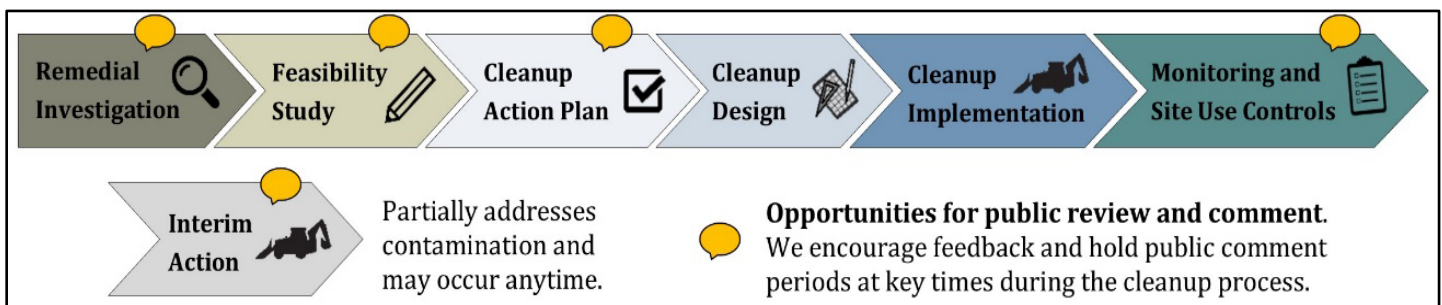 Remedial
Investigation
Feasibility
Study
Cleanup
Action Plan
Cleanup
Design
Cleanup
Implementation
Monitoring and
Site Use Controls
Interim
Action
Partially addresses
contamination and
may occur anytime.
Opportunities for public review and comment.
We encourage feedback and hold public comment
periods at key times during the cleanup process.